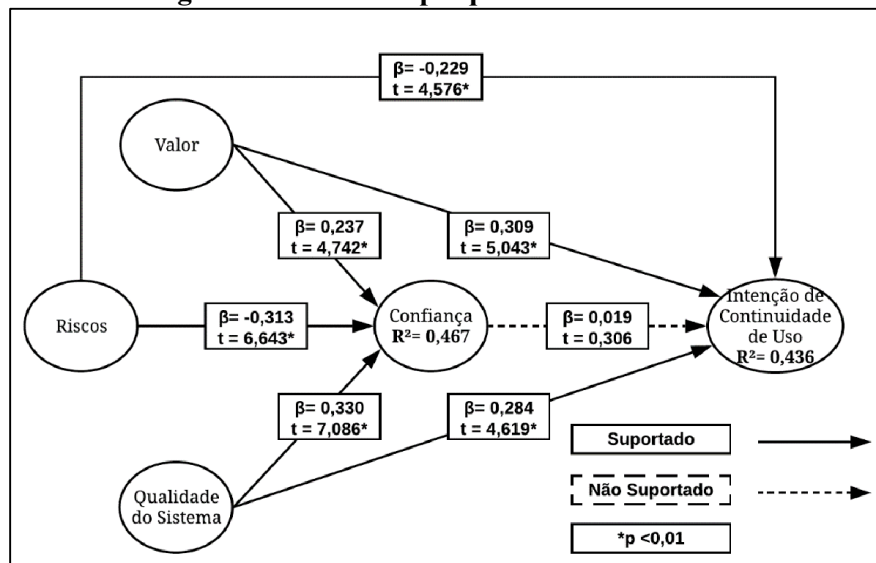 β= -0,229
t = 4,576*
Valor
β= 0,237
t = 4,742*
β= 0,309
t = 5,043*
Riscos
β= -0,313
t = 6,643*
Confiança
R²= 0,467
β= 0,019
t = 0,306
Intenção de
Continuidade
de Uso
R²= 0,436
β= 0,330
t = 7,086*
β= 0,284
t = 4,619*
Qualidade
do Sistema
Suportado
Não Suportado
*p <0,01